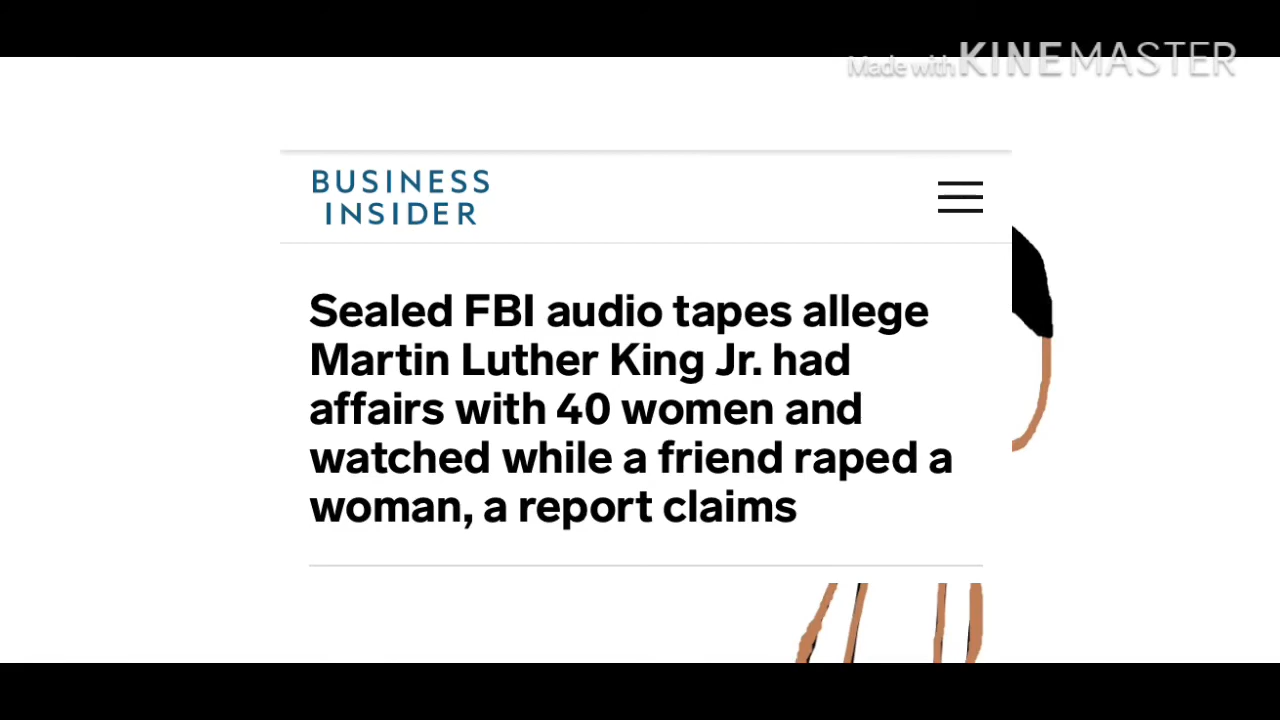 Made with KINEMASTER
BUSINESS
INSIDER
Sealed FBI audio tapes allege
Martin Luther King Jr. had
affairs with 40 women and
watched while a friend raped a
woman, a report claims